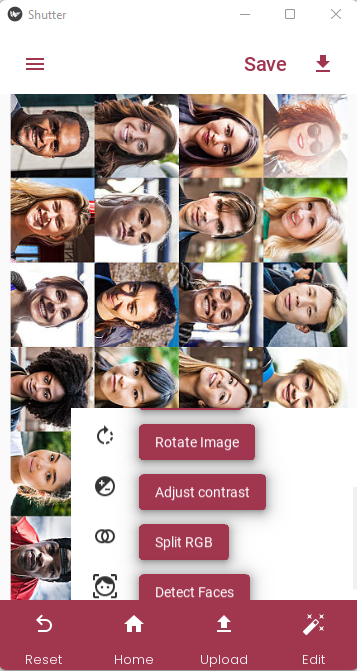 Shutter
Save
Rotate Image
Adjust contrast
Split RGB
Detect Faces
Reset Home Upload Edit